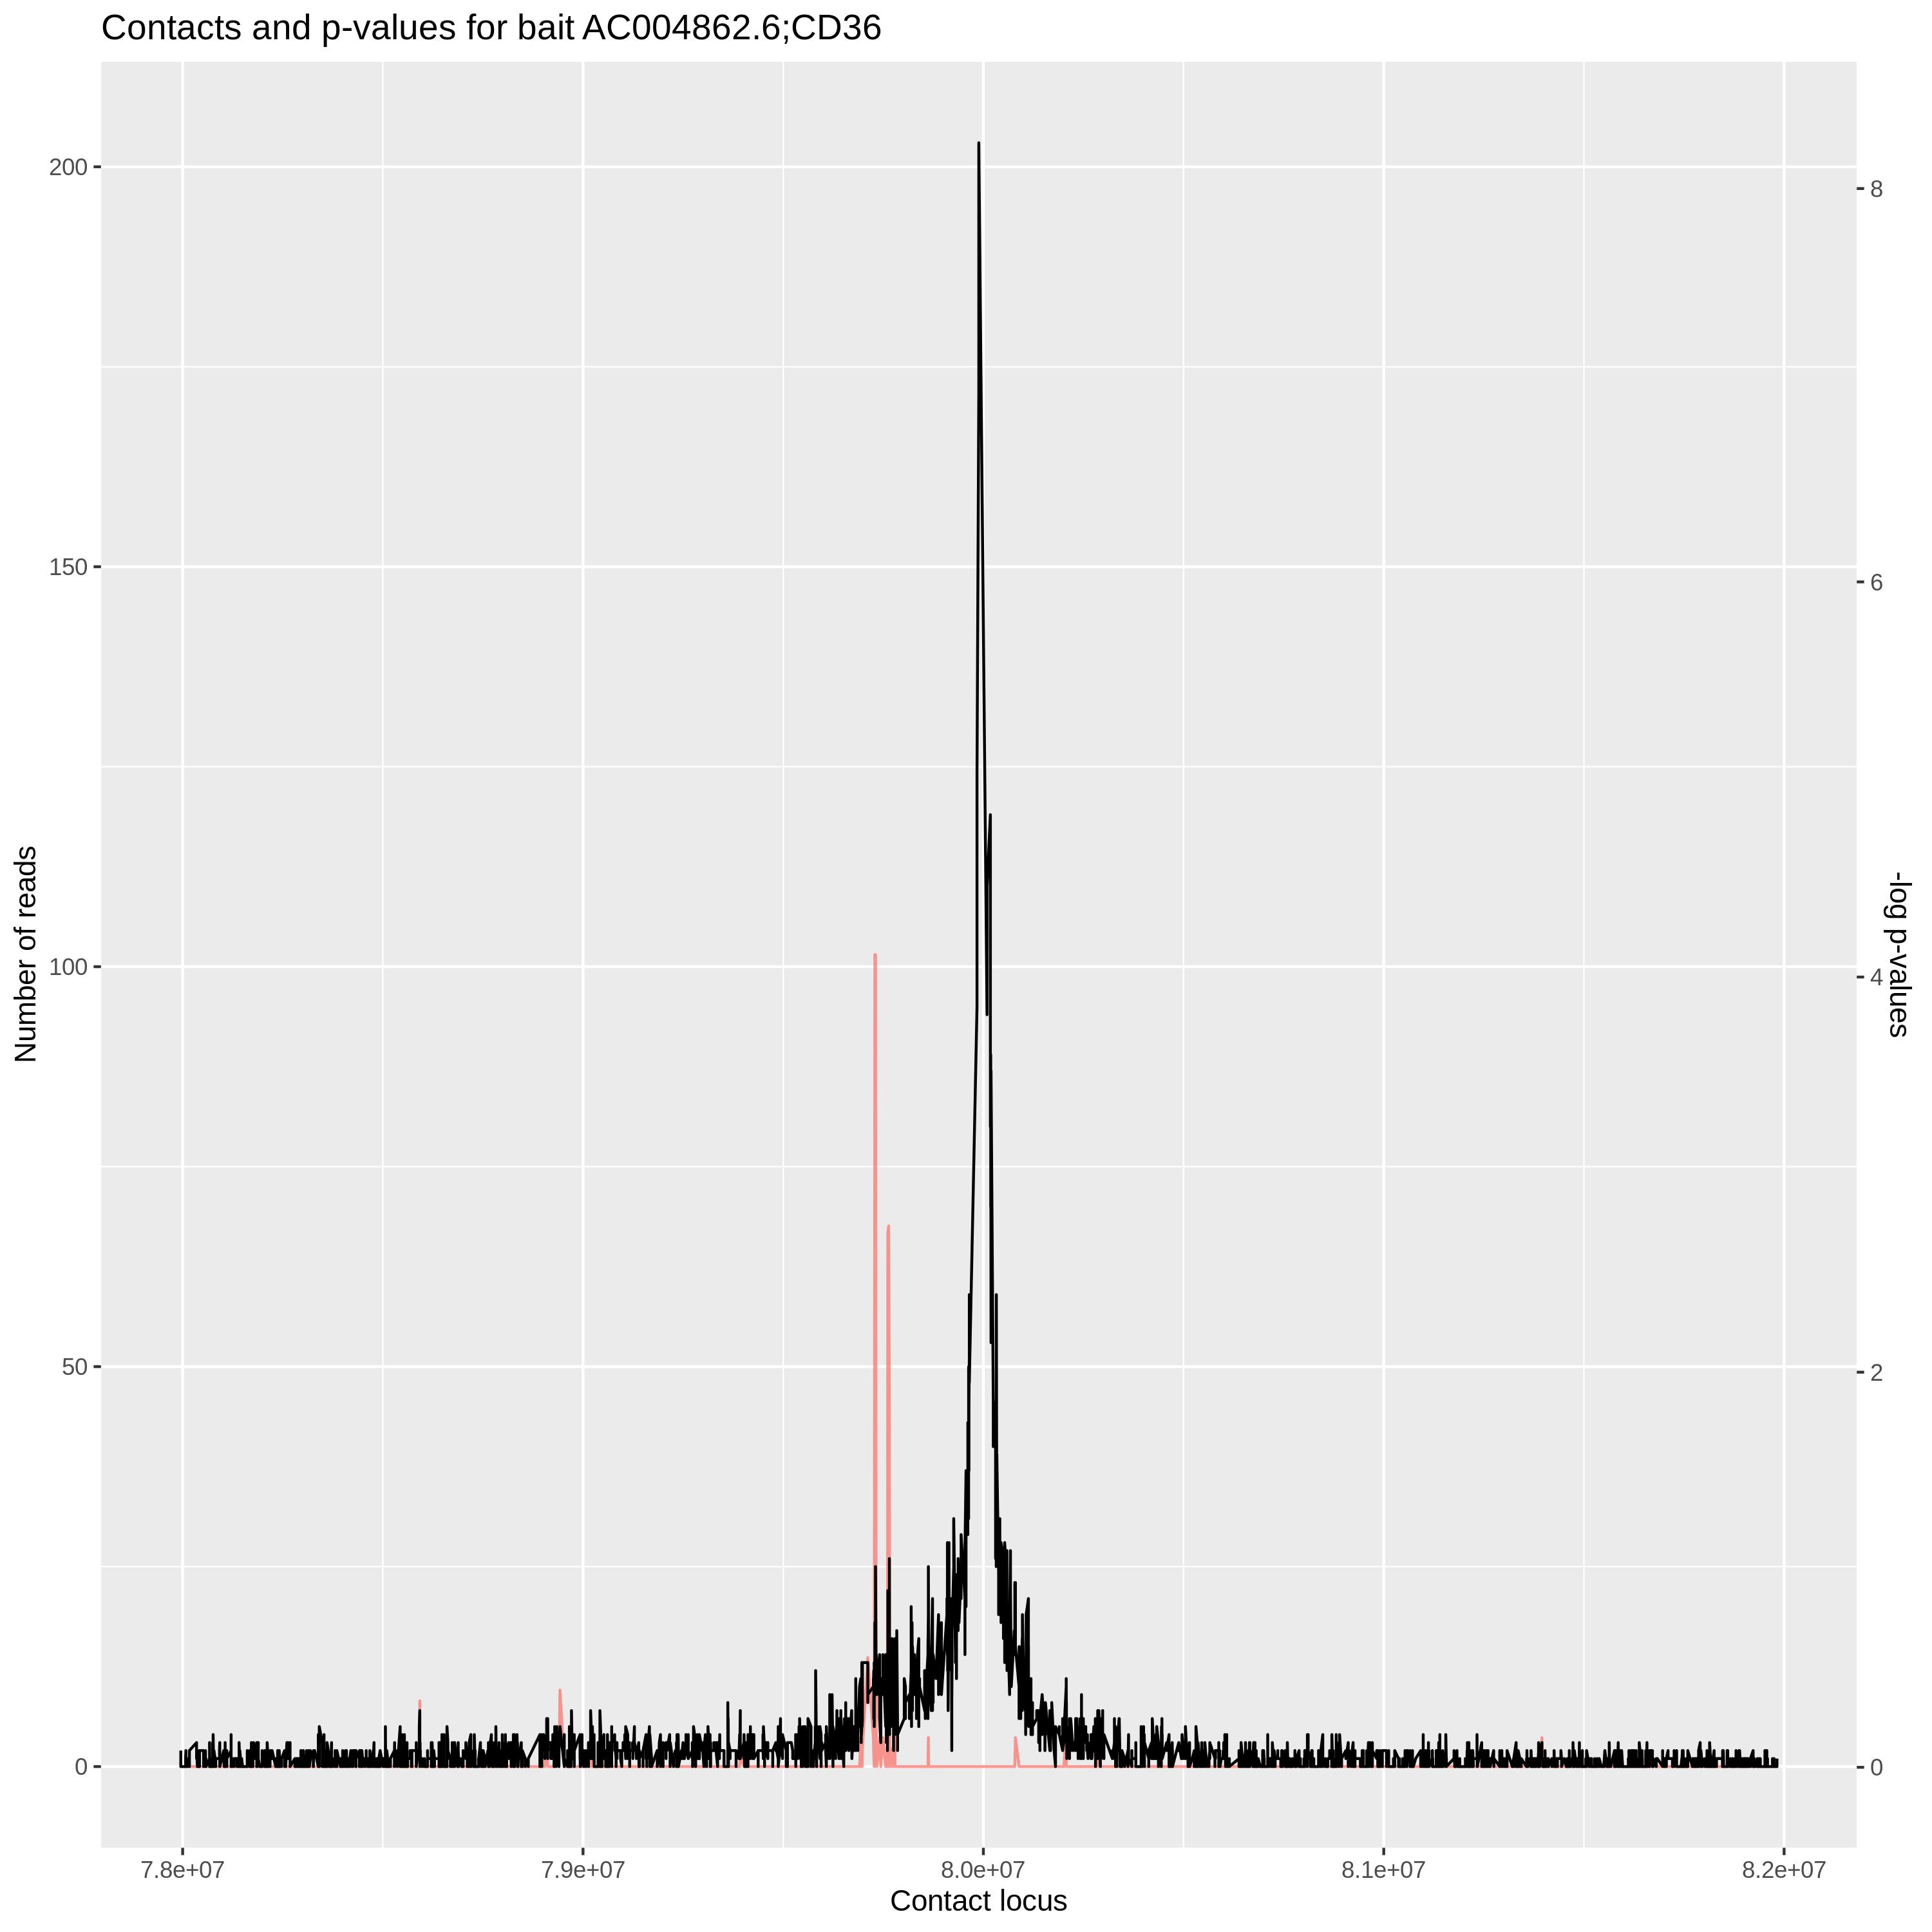 Contacts and p-values for bait AC004862.6;CD36
200
150
100
50
0
8
6
4
2
0
Number of reads
-log p-values
7.8e+07 7.9e+07 8.0e+07 8.1e+07 8.2e+07
Contact locus